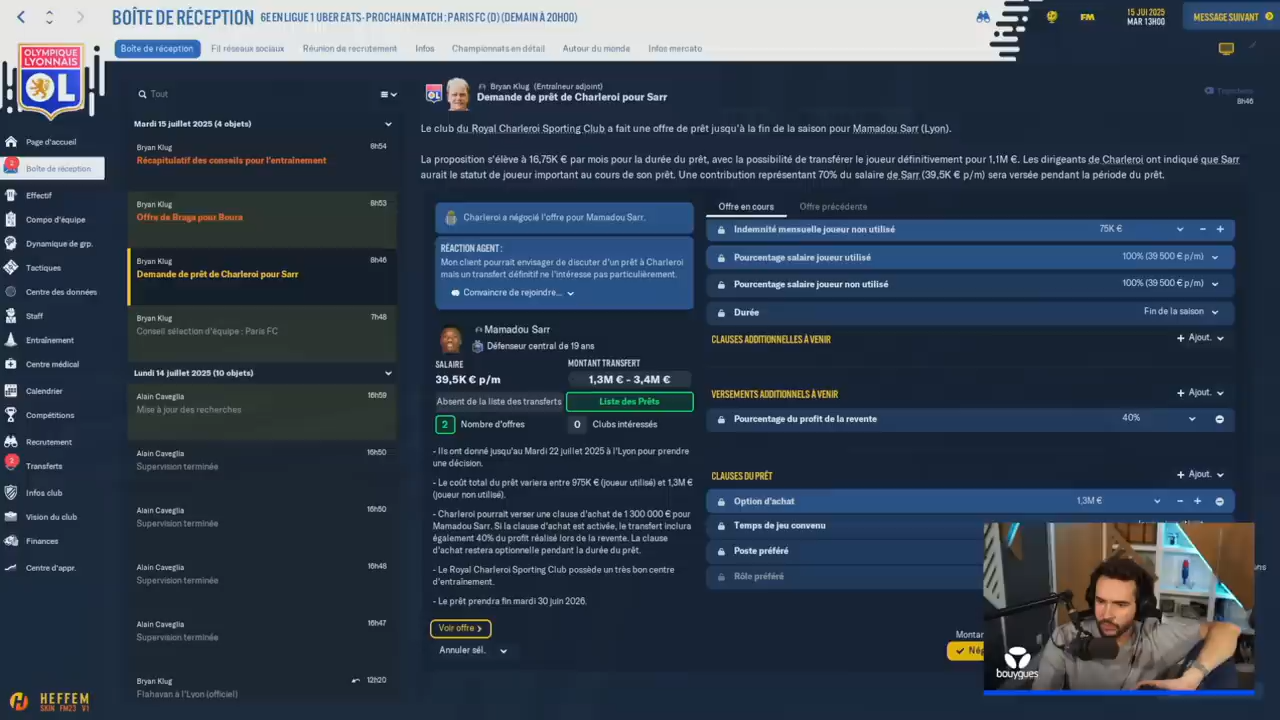 BOÎTE DE RÉCEPTION
6E EN LIGUE 1 UBER EATS - PROCHAIN MATCH : PARIS FC (D) (DEMAIN À 20H00)
FM
15 JUI 2025
MAR 13H00
MESSAGE SUIVANT
Boîte de réception
Fil réseaux sociaux
Réunion de recrutement
Infos
Championnats en détail
Autour du monde
Infos mercato
OLYMPIQUE
LYONNAIS
OL
Page d'accueil
Boîte de réception
Effectif
Compo d'équipe
Dynamique de grp.
Tactiques
Centre des données
Staff
Entraînement
Centre médical
Calendrier
Compétitions
Recrutement
2
Transferts
Infos club
Vision du club
Finances
Centre d'appr.
HEFFEM
SKIN FM23 V1
Tout
Mardi 15 juillet 2025 (4 objets)
Bryan Klug
8h54
Récapitulatif des conseils pour l'entraînement
Bryan Klug
8h53
Offre de Braga pour Boura
Bryan Klug
8h46
Demande de prêt de Charleroi pour Sarr
Bryan Klug
7h48
Conseil sélection d'équipe : Paris FC
Lundi 14 juillet 2025 (10 objets)
Alain Caveglia
16h59
Mise à jour des recherches
Alain Caveglia
16h50
Supervision terminée
Alain Caveglia
16h50
Supervision terminée
Alain Caveglia
16h48
Supervision terminée
Alain Caveglia
16h47
Supervision terminée
Bryan Klug
12h20
Flahavan à l'Lyon (officiel)
Bryan Klug (Entraîneur adjoint)
Demande de prêt de Charleroi pour Sarr
Transferts
8h46
Le club du Royal Charleroi Sporting Club a fait une offre de prêt jusqu'à la fin de la saison pour Mamadou Sarr (Lyon).
La proposition s'élève à 16,75K € par mois pour la durée du prêt, avec la possibilité de transférer le joueur définitivement pour 1,1M €. Les dirigeants de Charleroi ont indiqué que Sarr
aurait le statut de joueur important au cours de son prêt. Une contribution représentant 70% du salaire de Sarr (39,5K € p/m) sera versée pendant la période du prêt.
Charleroi a négocié l'offre pour Mamadou Sarr.
RÉACTION AGENT :
Mon client pourrait envisager de discuter d'un prêt à Charleroi
mais un transfert définitif ne l'intéresse pas particulièrement.
Convaincre de rejoindre...
Mamadou Sarr
Défenseur central de 19 ans
SALAIRE
MONTANT TRANSFERT
39,5K € p/m
1,3M € - 3,4M €
Absent de la liste des transferts
Liste des Prêts
2
Nombre d'offres
0
Clubs intéressés
- Ils ont donné jusqu'au Mardi 22 juillet 2025 à l'Lyon pour prendre
une décision.
- Le coût total du prêt variera entre 975K € (joueur utilisé) et 1,3M €
(joueur non utilisé).
- Charleroi pourrait verser une clause d'achat de 1 300 000 € pour
Mamadou Sarr. Si la clause d'achat est activée, le transfert inclura
également 40% du profit réalisé lors de la revente. La clause
d'achat restera optionnelle pendant la durée du prêt.
- Le Royal Charleroi Sporting Club possède un très bon centre
d'entraînement.
- Le prêt prendra fin mardi 30 juin 2026.
Voir offre
Annuler sél.
Offre en cours
Offre précédente
Indemnité mensuelle joueur non utilisé
75K €
Pourcentage salaire joueur utilisé
100% (39 500 € p/m)
Pourcentage salaire joueur non utilisé
100% (39 500 € p/m)
Durée
Fin de la saison
CLAUSES ADDITIONNELLES À VENIR
+ Ajout.
VERSEMENTS ADDITIONNELS À VENIR
+ Ajout.
Pourcentage du profit de la revente
40%
CLAUSES DU PRÊT
+ Ajout.
Option d'achat
1,3M €
Temps de jeu convenu
Poste préféré
Rôle préféré
Montan
Nég
bouygues